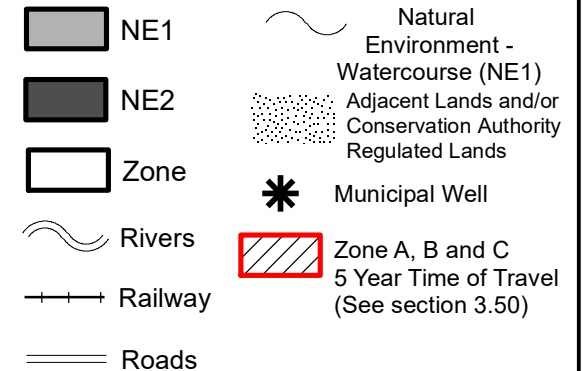 NE1
NE2
Zone
Rivers
Railway
Roads
Natural
Environment -
Watercourse (NE1)
Adjacent Lands and/or
Conservation Authority
Regulated Lands
Municipal Well
Zone A, B and C
5 Year Time of Travel
(See section 3.50)